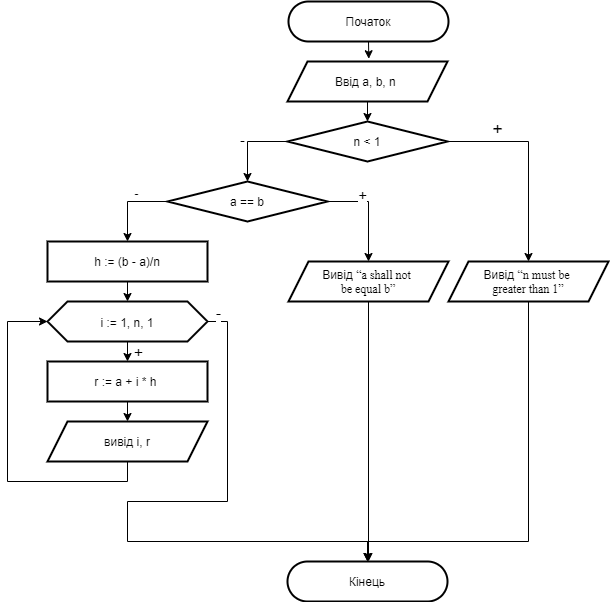 Початок
Ввід a, b, n
n < 1
-
+
a == b
-
+
h := (b - a)/n
Вивід “a shall not
be equal b”
Вивід “n must be
greater than 1”
i := 1, n, 1
-
+
r := a + i * h
вивід i, r
Кінець